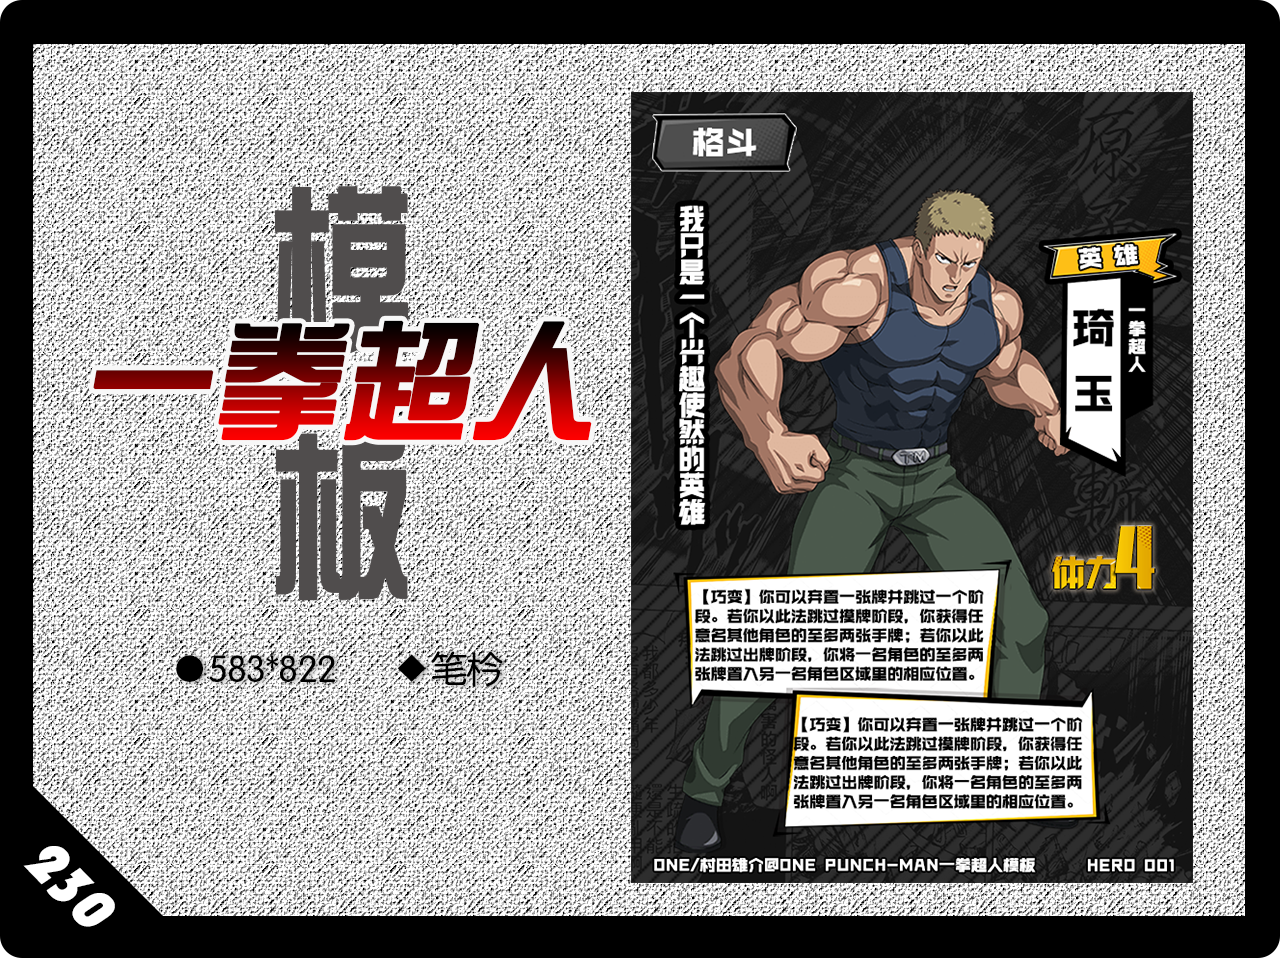 模
一拳超人
板
●583*822 ◆笔衿
230
格斗
我只是一个兴趣使然的英雄
英雄
一拳超人
琦玉
体力4
【巧变】你可以弃置一张牌并跳过一个阶
段。若你以此法跳过摸牌阶段，你获得任
意名其他角色的至多两张手牌；若你以此
法跳过出牌阶段，你将一名角色的至多两
张牌置入另一名角色区域里的相应位置。
【巧变】你可以弃置一张牌并跳过一个阶
段。若你以此法跳过摸牌阶段，你获得任
意名其他角色的至多两张手牌；若你以此
法跳过出牌阶段，你将一名角色的至多两
张牌置入另一名角色区域里的相应位置。
ONE/村田雄介@ONE PUNCH-MAN一拳超人模板
HERO 001